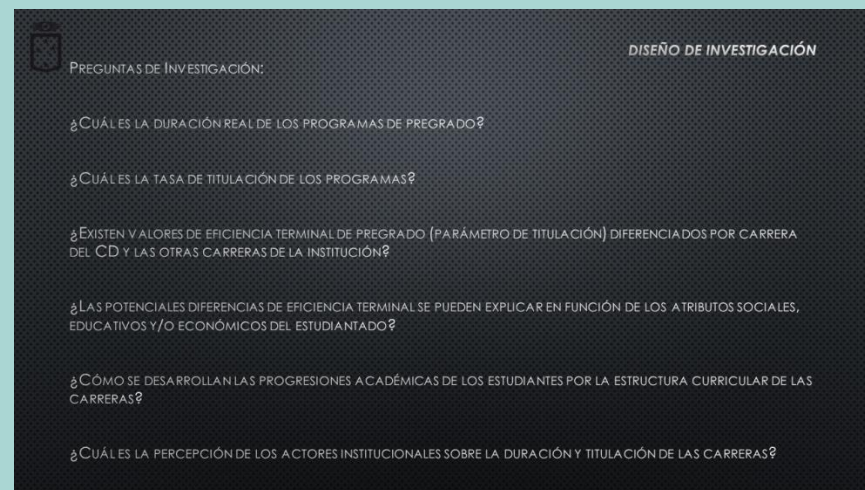 DISEÑO DE INVESTIGACIÓN
PREGUNTAS DE INVESTIGACIÓN:
¿CUÁL ES LA DURACIÓN REAL DE LOS PROGRAMAS DE PREGRADO?
¿CUÁL ES LA TASA DE TITULACIÓN DE LOS PROGRAMAS?
¿EXISTEN VALORES DE EFICIENCIA TERMINAL DE PREGRADO (PARÁMETRO DE TITULACIÓN) DIFERENCIADOS POR CARRERA
DEL CD Y LAS OTRAS CARRERAS DE LA INSTITUCIÓN?
¿LAS POTENCIALES DIFERENCIAS DE EFICIENCIA TERMINAL SE PUEDEN EXPLICAR EN FUNCIÓN DE LOS ATRIBUTOS SOCIALES,
EDUCATIVOS Y/O ECONÓMICOS DEL ESTUDIANTADO?
¿CÓMO SE DESARROLLAN LAS PROGRESIONES ACADÉMICAS DE LOS ESTUDIANTES POR LA ESTRUCTURA CURRICULAR DE LAS
CARRERAS?
¿CUÁL ES LA PERCEPCIÓN DE LOS ACTORES INSTITUCIONALES SOBRE LA DURACIÓN Y TITULACIÓN DE LAS CARRERAS?